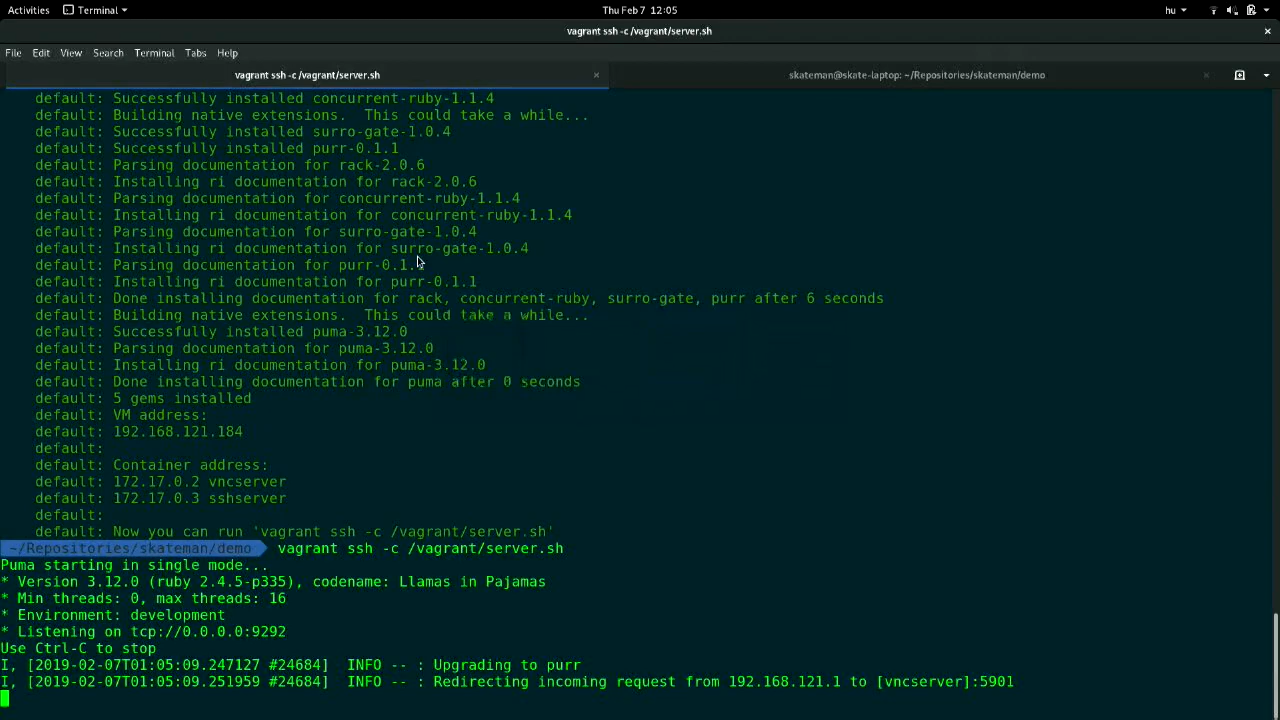 Activities Terminal Thu Feb 7 12:05 hu
vagrant ssh -c /vagrant/server.sh
File Edit View Search Terminal Tabs Help
vagrant ssh -c /vagrant/server.sh skateman@skate-laptop: ~/Repositories/skateman/demo
default: Successfully installed concurrent-ruby-1.1.4
default: Building native extensions.  This could take a while...
default: Successfully installed surro-gate-1.0.4
default: Successfully installed purr-0.1.1
default: Parsing documentation for rack-2.0.6
default: Installing ri documentation for rack-2.0.6
default: Parsing documentation for concurrent-ruby-1.1.4
default: Installing ri documentation for concurrent-ruby-1.1.4
default: Parsing documentation for surro-gate-1.0.4
default: Installing ri documentation for surro-gate-1.0.4
default: Parsing documentation for purr-0.1.1
default: Installing ri documentation for purr-0.1.1
default: Done installing documentation for rack, concurrent-ruby, surro-gate, purr after 6 seconds
default: Building native extensions.  This could take a while...
default: Successfully installed puma-3.12.0
default: Parsing documentation for puma-3.12.0
default: Installing ri documentation for puma-3.12.0
default: Done installing documentation for puma after 0 seconds
default: 5 gems installed
default: VM address:
default: 192.168.121.184
default:
default: Container address:
default: 172.17.0.2 vncserver
default: 172.17.0.3 sshserver
default:
default: Now you can run 'vagrant ssh -c /vagrant/server.sh'
~/Repositories/skateman/demo vagrant ssh -c /vagrant/server.sh
Puma starting in single mode...
* Version 3.12.0 (ruby 2.4.5-p335), codename: Llamas in Pajamas
* Min threads: 0, max threads: 16
* Environment: development
* Listening on tcp://0.0.0.0:9292
Use Ctrl-C to stop
I, [2019-02-07T01:05:09.247127 #24684]  INFO -- : Upgrading to purr
I, [2019-02-07T01:05:09.251959 #24684]  INFO -- : Redirecting incoming request from 192.168.121.1 to [vncserver]:5901